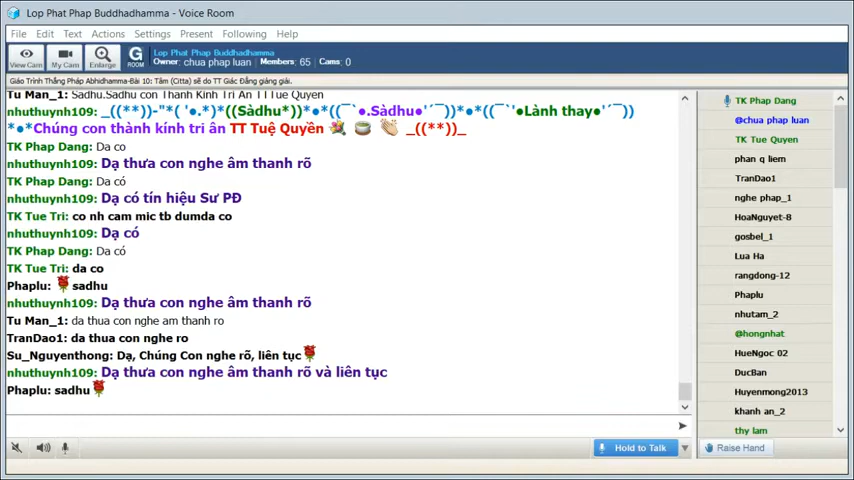 Lop Phat Phap Buddhadhamma - Voice Room
File Edit Text Actions Settings Present Following Help
View Cam My Cam Enlarge G ROOM
Lop Phat Phap Buddhadhamma
Owner: chua phap luan Members: 65 Cams: 0
Giáo Trình Thắng Pháp Abhidhamma-Bài 10: Tâm (Citta) sẽ do TT Giác Đẳng giảng giải.
Tu Man_1: Sadhu.Sadhu con Thanh Kinh Tri An TTTue Quyen
nhuthuynh109: _((**))-"*( '●.*)*((Sàdhu*))*●*((¯`●.Sàdhu●'´¯))*●*((¯`'●Lành thay●'´¯))
*●*Chúng con thành kính tri ân TT Tuệ Quyền _((**))_
TK Phap Dang: Da co
nhuthuynh109: Dạ thưa con nghe âm thanh rõ
TK Phap Dang: Da có
nhuthuynh109: Dạ có tín hiệu Sư PĐ
TK Tue Tri: co nh cam mic tb dumda co
nhuthuynh109: Dạ có
TK Phap Dang: Da có
TK Tue Tri: da co
Phaplu: sadhu
nhuthuynh109: Dạ thưa con nghe âm thanh rõ
Tu Man_1: da thua con nghe am thanh ro
TranDao1: da thua con nghe ro
Su_Nguyenthong: Dạ, Chúng Con nghe rõ, liên tục
nhuthuynh109: Dạ thưa con nghe âm thanh rõ và liên tục
Phaplu: sadhu
TK Phap Dang
@chua phap luan
TK Tue Quyen
phan q liem
TranDao1
nghe phap_1
HoaNguyet-8
gosbel_1
Lua Ha
rangdong-12
Phaplu
nhutam_2
@hongnhat
HueNgoc 02
DucBan
Huyenmong2013
khanh an_2
thy lam
Hold to Talk
Raise Hand